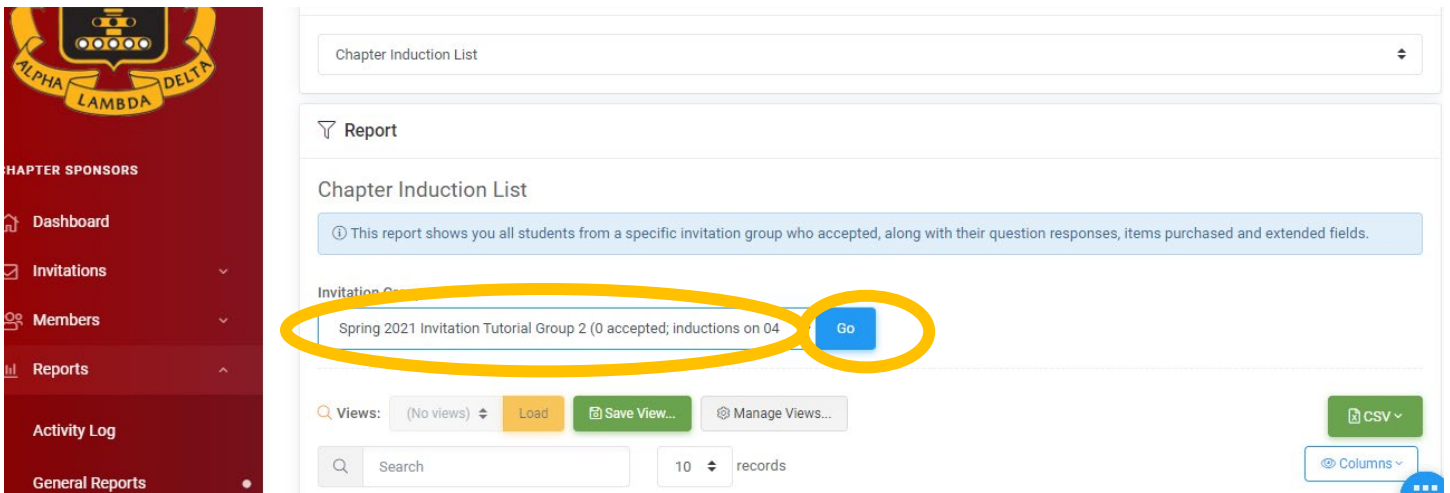 ALPHA
LAMBDA
DELTA
CHAPTER SPONSORS
Dashboard
Invitations
Members
Reports
Activity Log
General Reports
Chapter Induction List
Report
Chapter Induction List
This report shows you all students from a specific invitation group who accepted, along with their question responses, items purchased and extended fields.
Invitation
Spring 2021 Invitation Tutorial Group 2 (0 accepted; inductions on 04
Go
Views: (No views) Load Save View... Manage Views...
CSV
Search 10 records
Columns